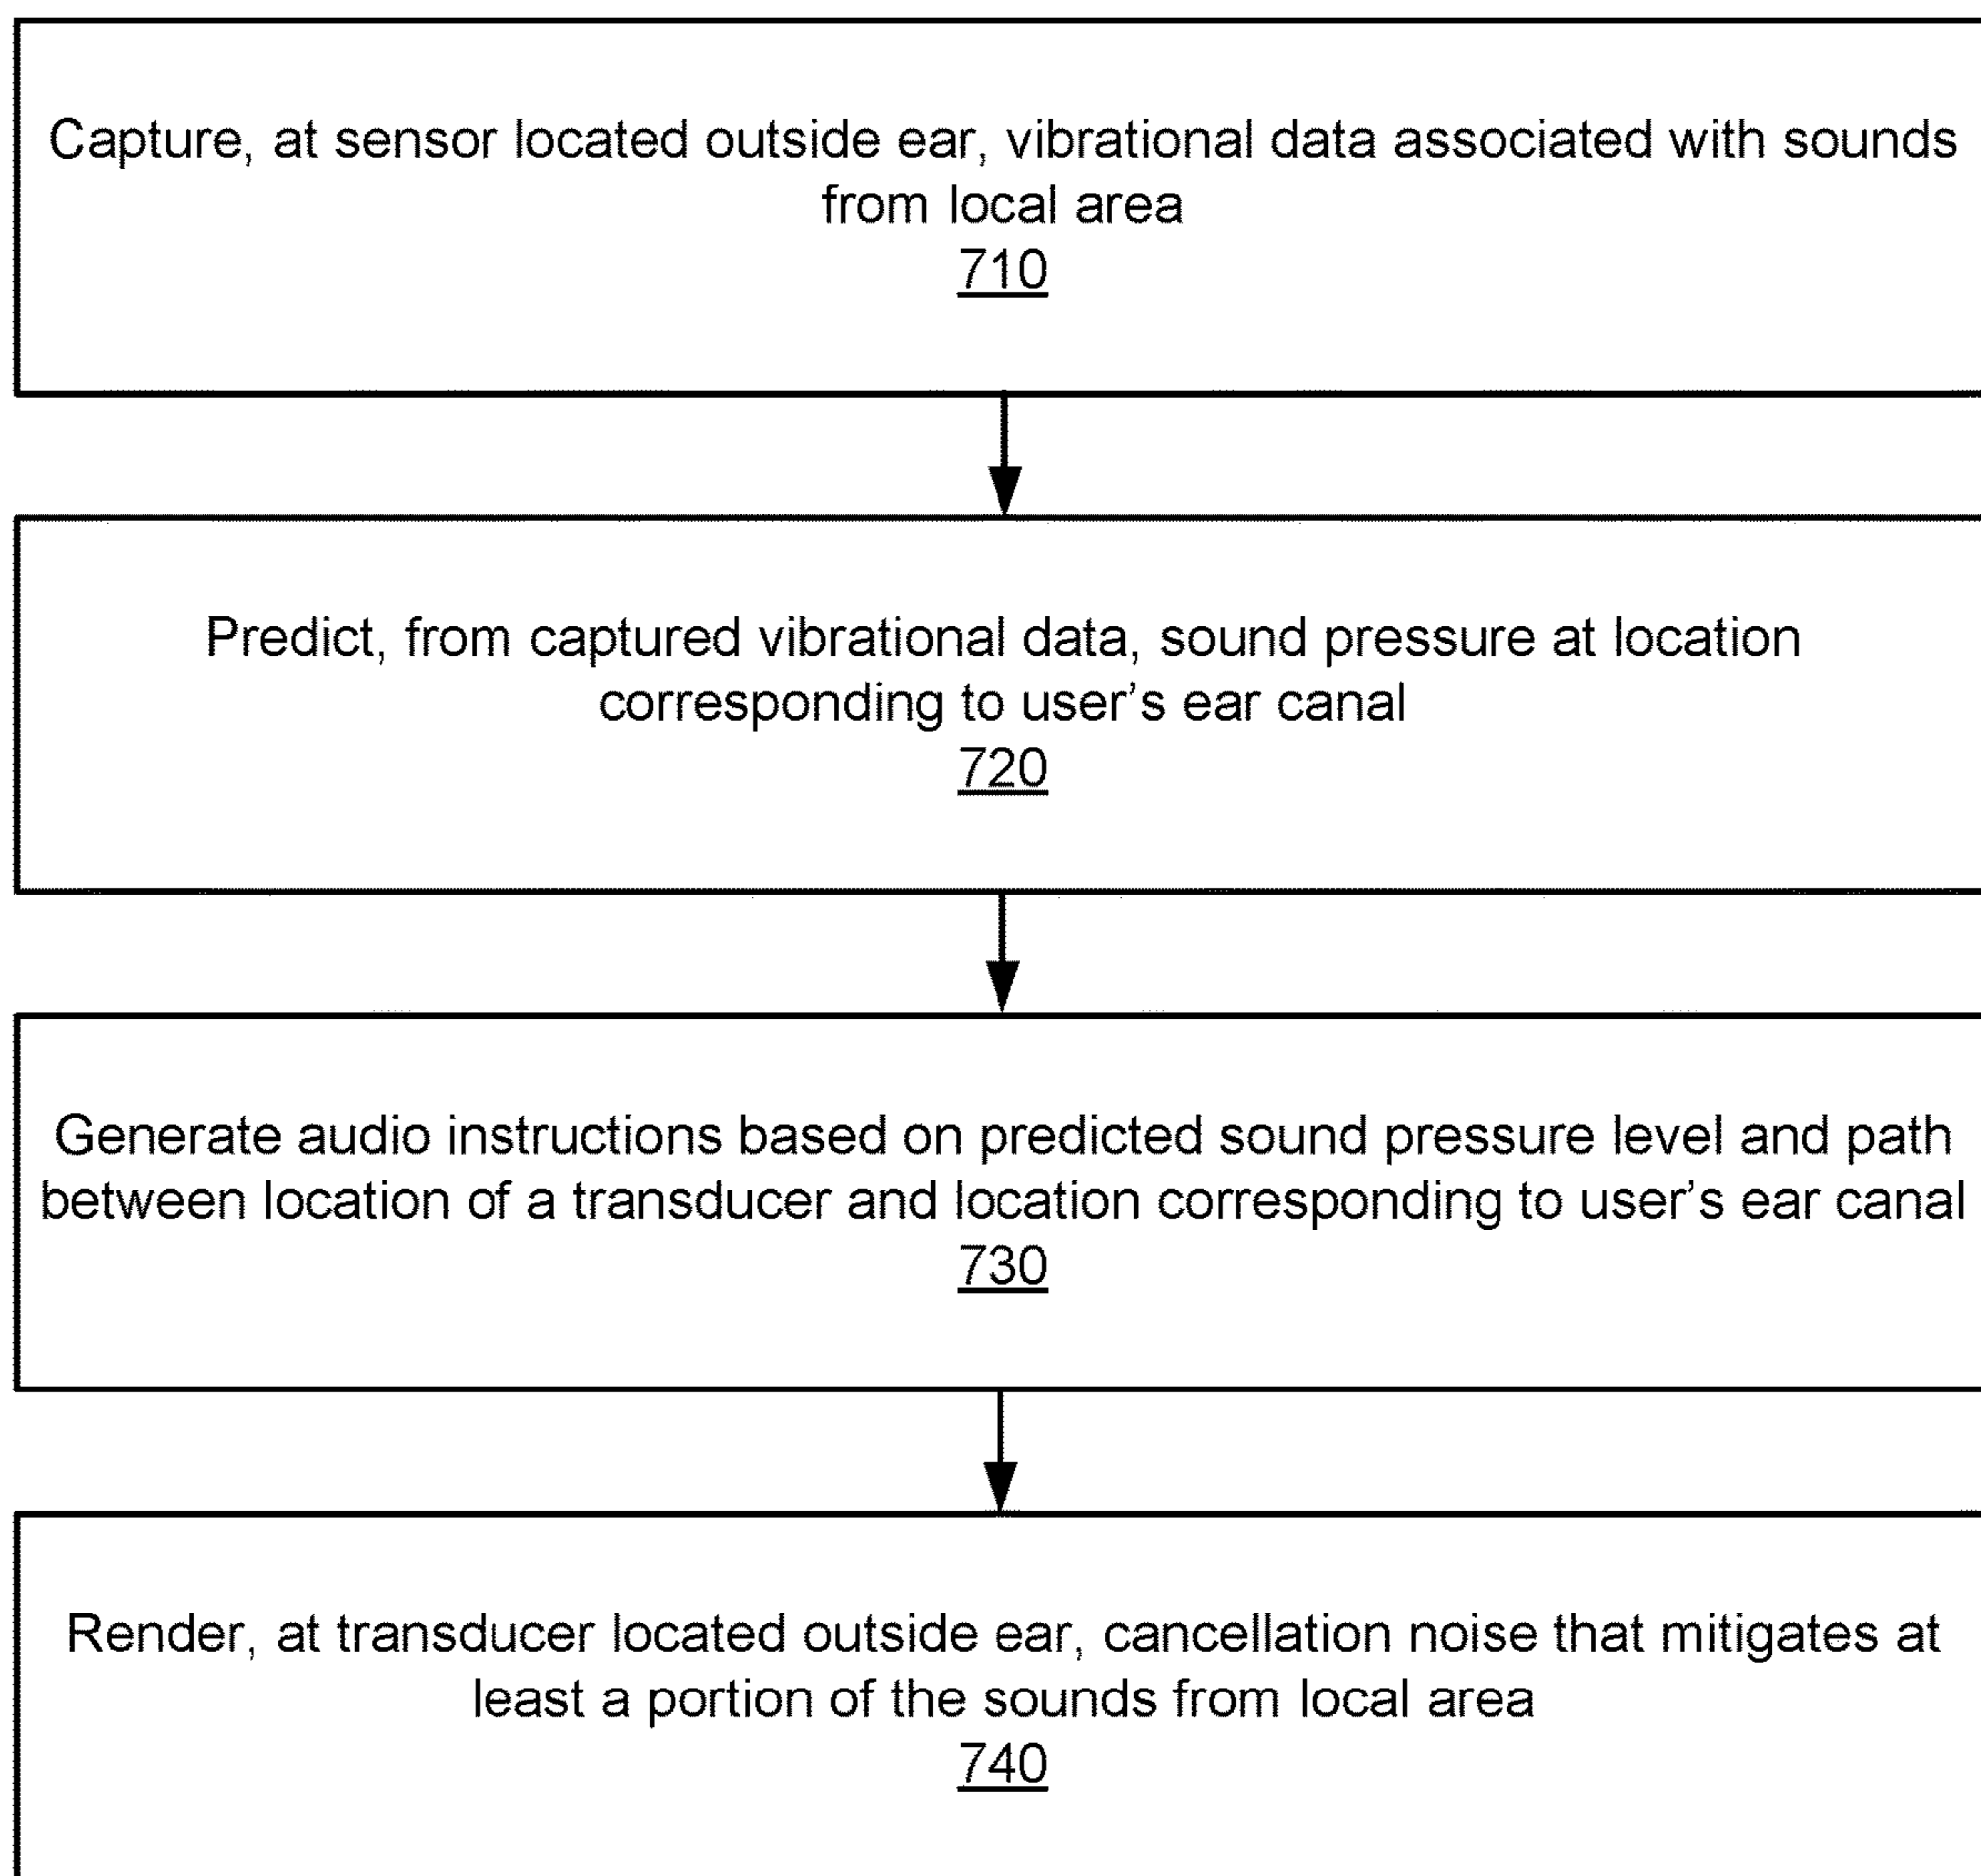 Capture, at sensor located outside ear, vibrational data associated with sounds
from local area
710
Predict, from captured vibrational data, sound pressure at location
corresponding to user's ear canal
720
Generate audio instructions based on predicted sound pressure level and path
between location of a transducer and location corresponding to user's ear canal
730
Render, at transducer located outside ear, cancellation noise that mitigates at
least a portion of the sounds from local area
740